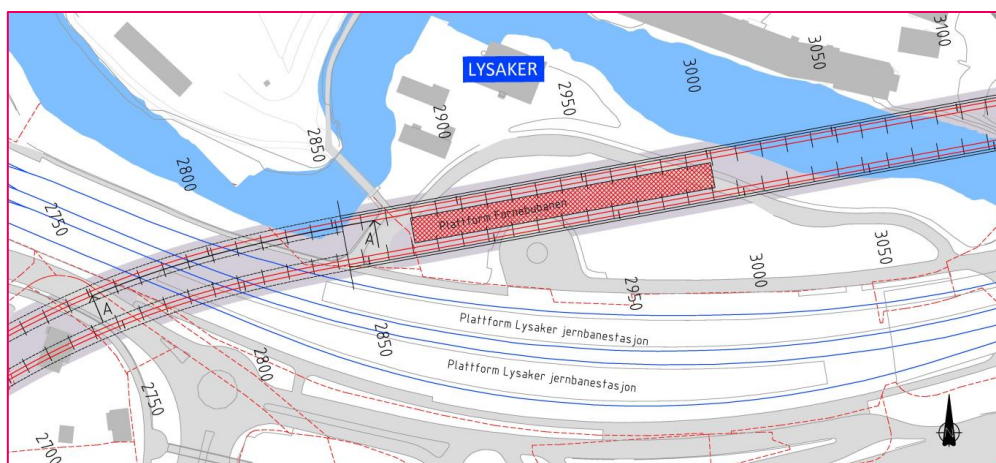 LYSAKER
3100
3050
3000
2950
2900
2850
2800
2750
Plattform Fornebubanen
A
A
3050
3000
2950
2850
2800
2750
2700
Plattform Lysaker jernbanestasjon
Plattform Lysaker jernbanestasjon
N